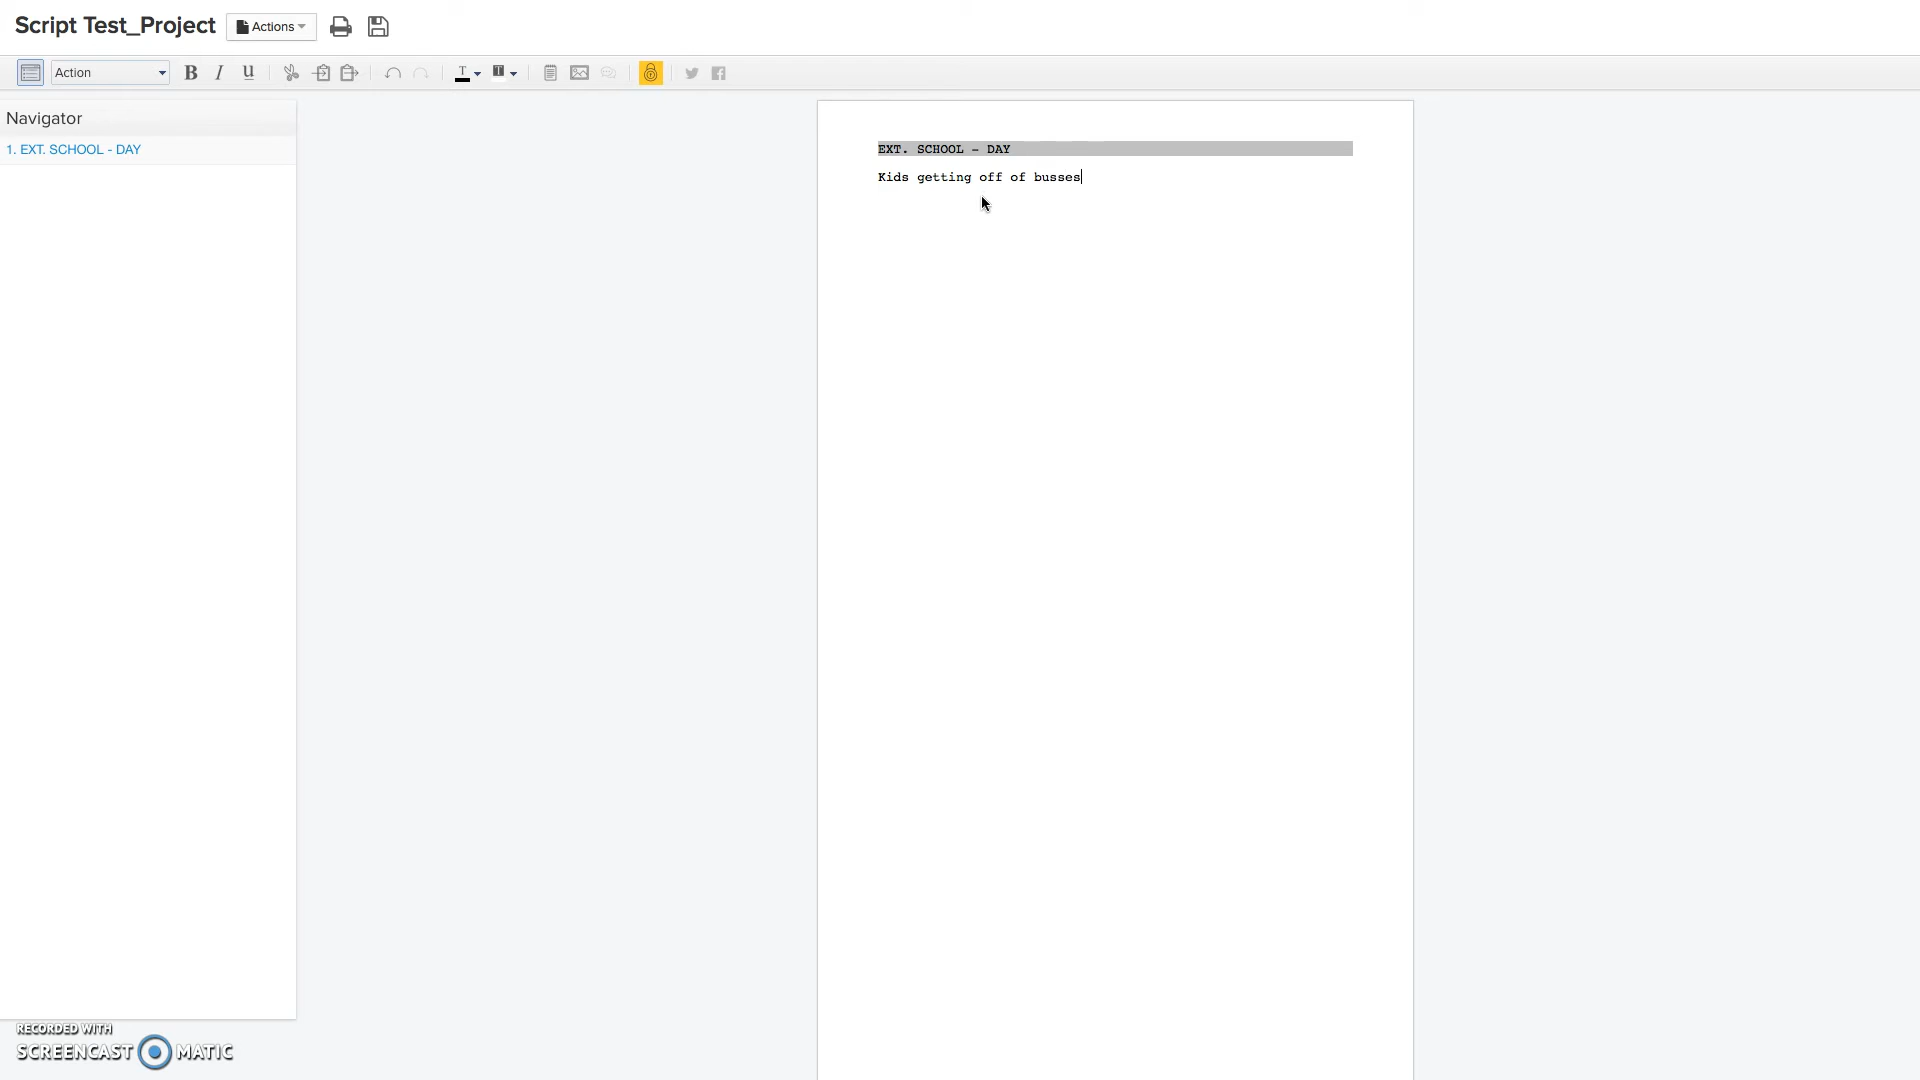 Script Test_Project
Actions
Action
B I U
T T
Navigator
1. EXT. SCHOOL - DAY
EXT. SCHOOL - DAY
Kids getting off of busses
RECORDED WITH
SCREENCAST MATIC